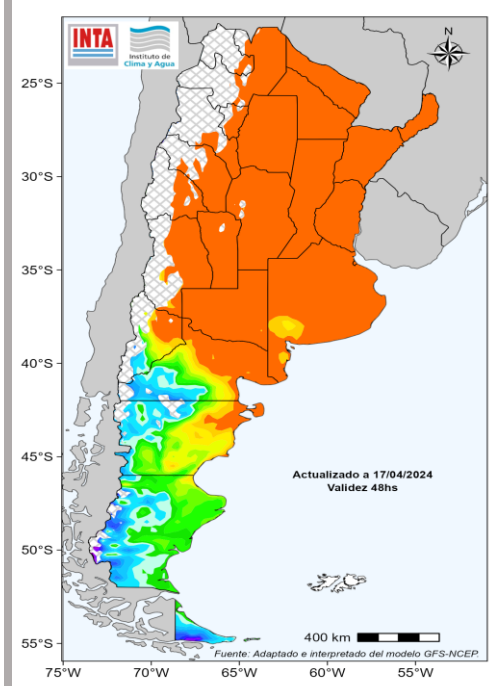 INTA
Instituto de
Clima y Agua
N
25°S
30°S
35°S
40°S
45°S
50°S
55°S
Actualizado a 17/04/2024
Validez 48hs
400 km
Fuente: Adaptado e interpretado del modelo GFS-NCEP.
75°W
70°W
65°W
60°W
55°W